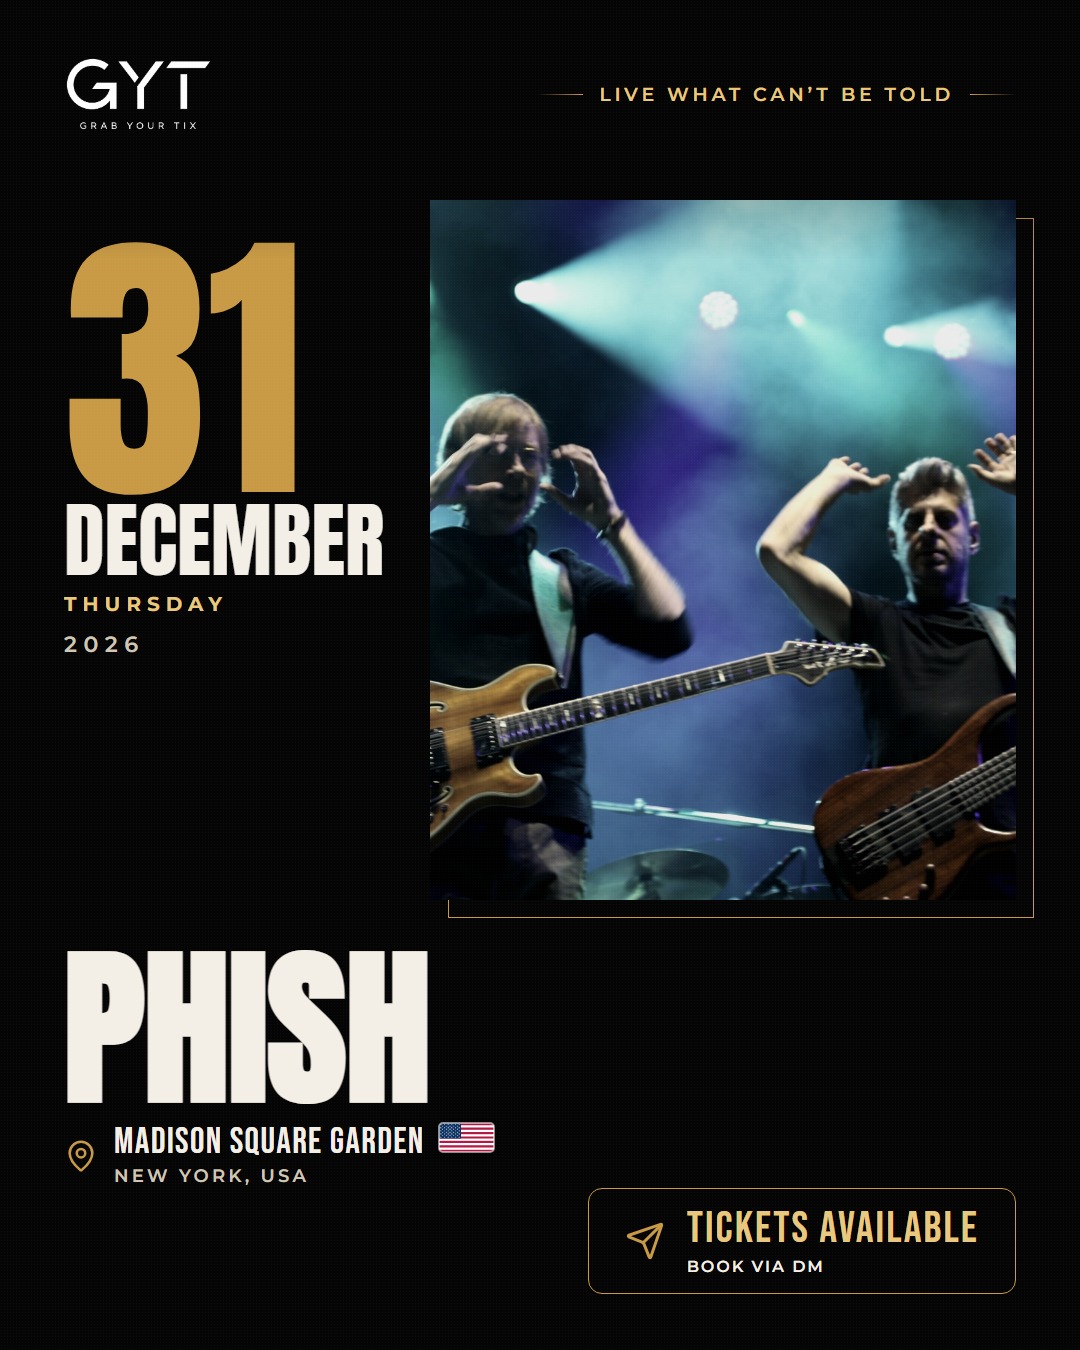 GYT
GRAB YOUR TIX
LIVE WHAT CAN’T BE TOLD
31
DECEMBER
THURSDAY
2026
PHISH
MADISON SQUARE GARDEN
NEW YORK, USA
TICKETS AVAILABLE
BOOK VIA DM